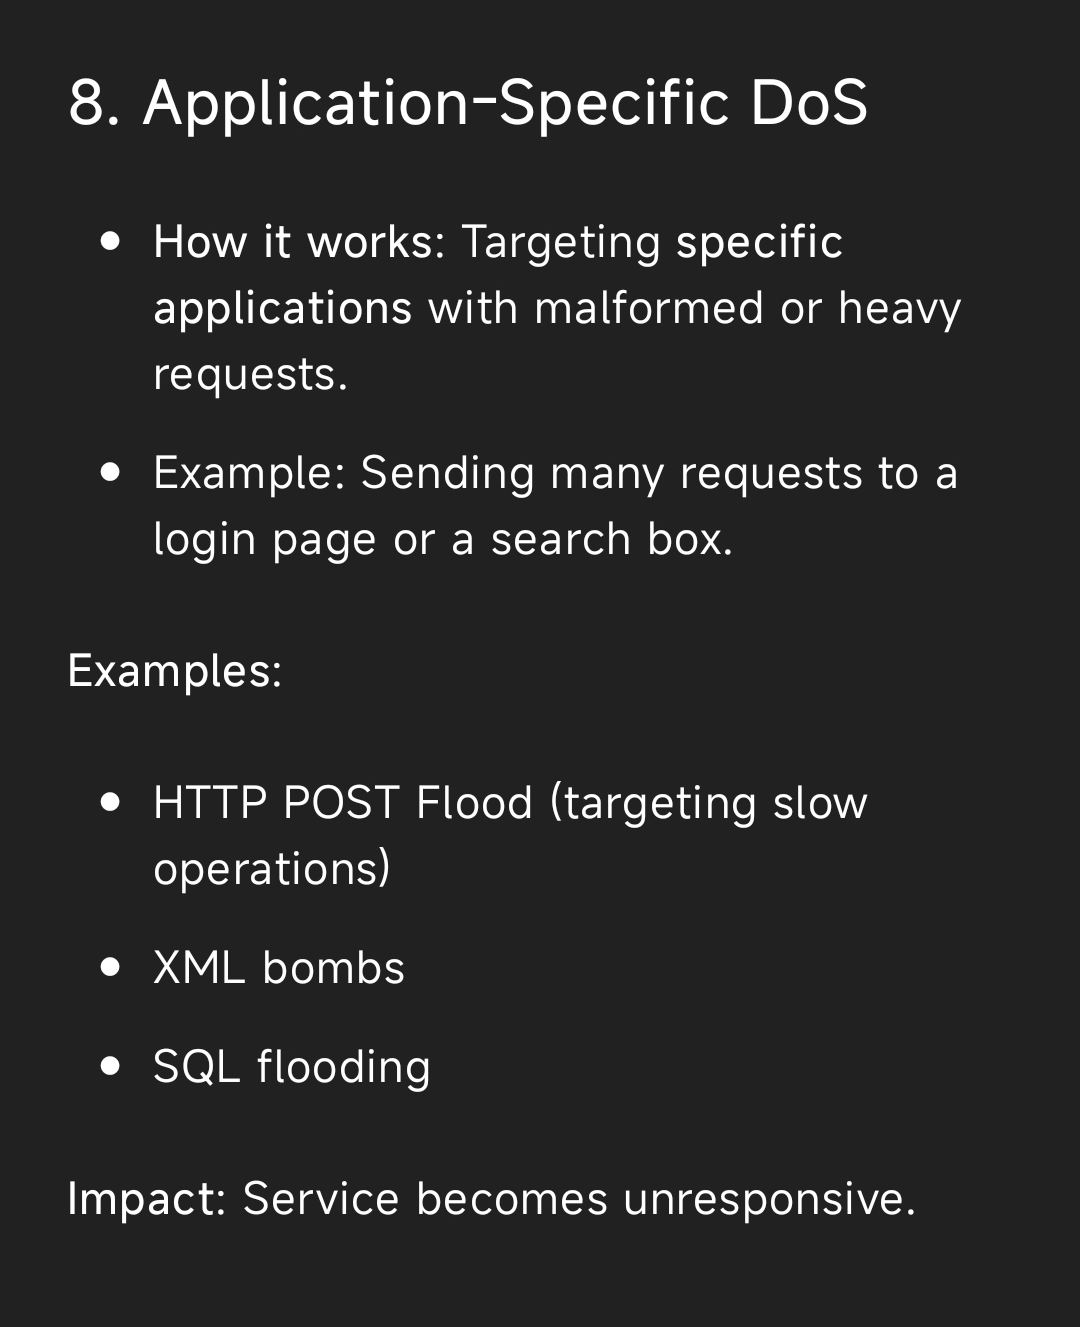 8. Application-Specific DoS
• How it works: Targeting specific
applications with malformed or heavy
requests.
• Example: Sending many requests to a
login page or a search box.
Examples:
• HTTP POST Flood (targeting slow
operations)
• XML bombs
• SQL flooding
Impact: Service becomes unresponsive.